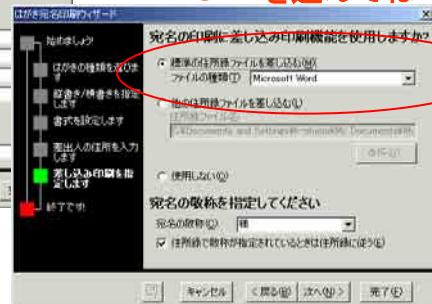 はがき宛名印刷ウィザード
始めましょう?
はがきの種類を選びます
縦書き/横書きを指定します
書式を設定します
差出人の住所を入力します
差し込み印刷を指定します
終了です!
宛名の印刷に差し込み印刷機能を使用しますか?
標準の住所録ファイルを差し込む(M)
ファイルの種類(T) Microsoft Word
他の住所録ファイルを差し込む(L)
住所録ファイル名
参照(B)
使用しない(O)
宛名の敬称を指定してください
宛名の敬称(O) 様
住所録で敬称が指定されているときは住所録に従う(E)
キャンセル
<戻る(B)
次へ(N)>
完了(F)